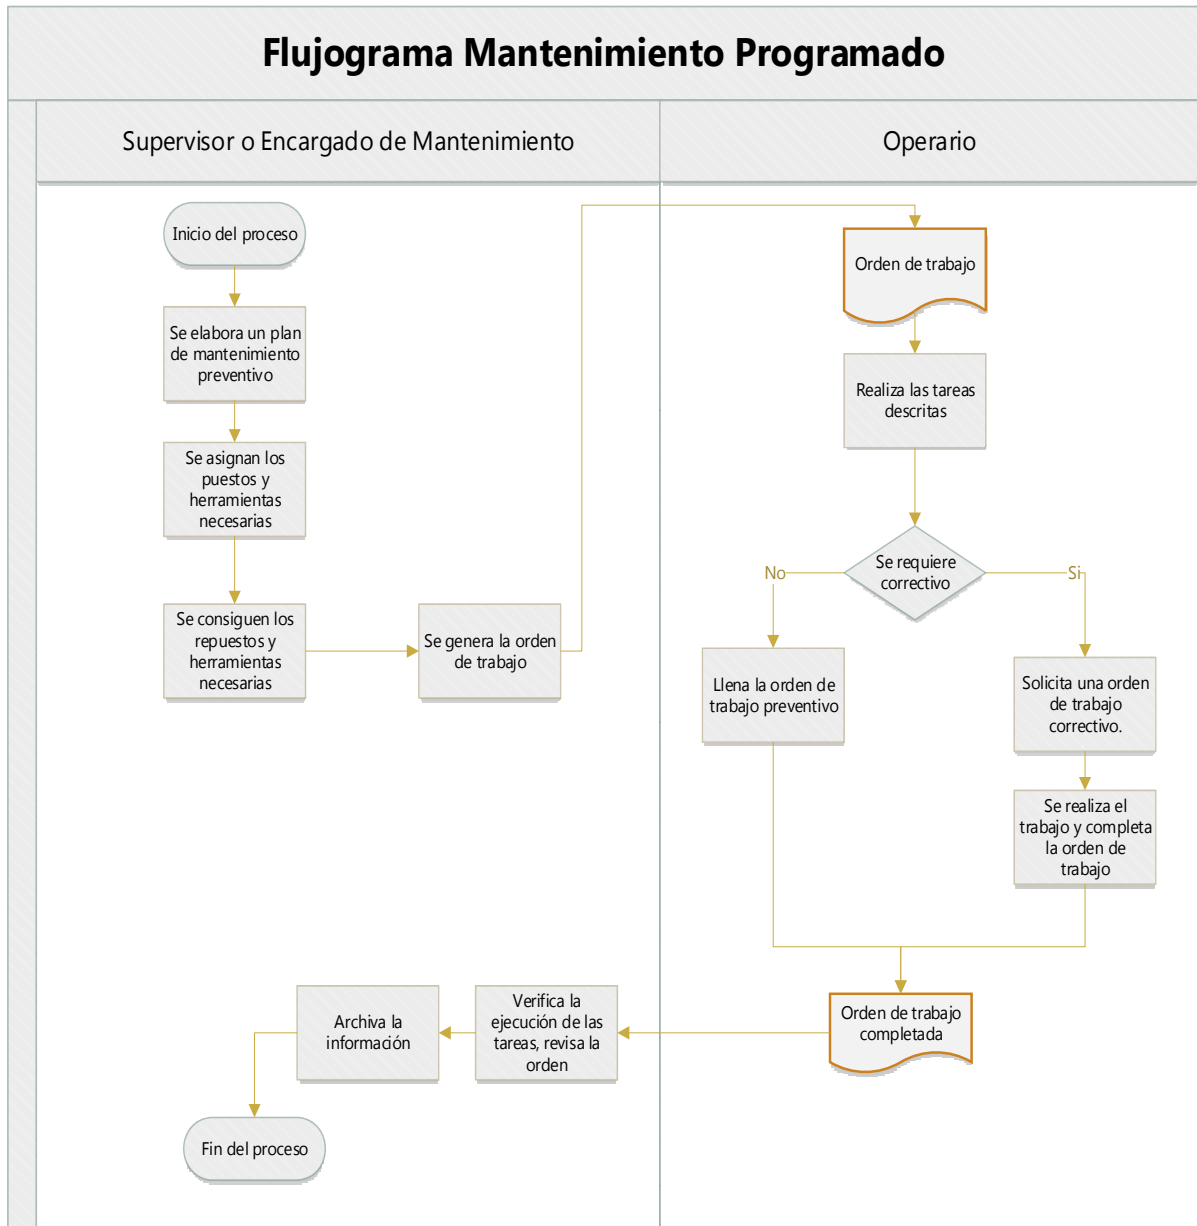 Flujograma Mantenimiento Programado
Supervisor o Encargado de Mantenimiento
Operario
Inicio del proceso
Se elabora un plan
de mantenimiento
preventivo
Se asignan los
puestos y
herramientas
necesarias
Se consiguen los
repuestos y
herramientas
necesarias
Se genera la orden
de trabajo
Orden de trabajo
Realiza las tareas
descritas
Se requiere
correctivo
No
Si
Llena la orden de
trabajo preventivo
Solicita una orden
de trabajo
correctivo.
Se realiza el
trabajo y completa
la orden de
trabajo
Orden de trabajo
completada
Verifica la
ejecución de las
tareas, revisa la
orden
Archiva la
información
Fin del proceso